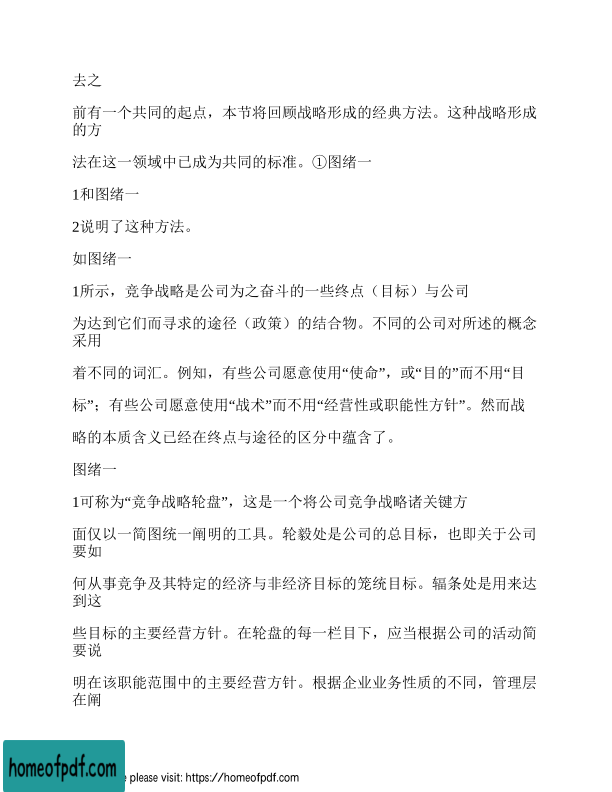 去之
前有一个共同的起点，本节将回顾战略形成的经典方法。这种战略形成
的方
法在这一领域中已成为共同的标准。①图绪一
1和图绪一
2说明了这种方法。
如图绪一
1所示，竞争战略是公司为之奋斗的一些终点（目标）与公司
为达到它们而寻求的途径（政策）的结合物。不同的公司对所述的概念
采用
着不同的词汇。例知，有些公司愿意使用“使命”，或“目的”而不用“目
标”；有些公司愿意使用“战术”而不用“经营性或职能性方针”。然而战
略的本质含义已经在终点与途径的区分中蕴含了。
图绪一
1可称为“竞争战略轮盘”，这是一个将公司竞争战略诸关键方
面仅以一简图统一阐明的工具。轮毅处是公司的总目标，也即关于公司
要如
何从事竞争及其特定的经济与非经济目标的笼统目标。辐条处是用来达
到这
些目标的主要经营方针。在轮盘的每一栏目下，应当根据公司的活动简
要说
明在该职能范围中的主要经营方针。根据企业业务性质的不同，管理层
在阐
homeofpdf.com
please visit: https://homeofpdf.com